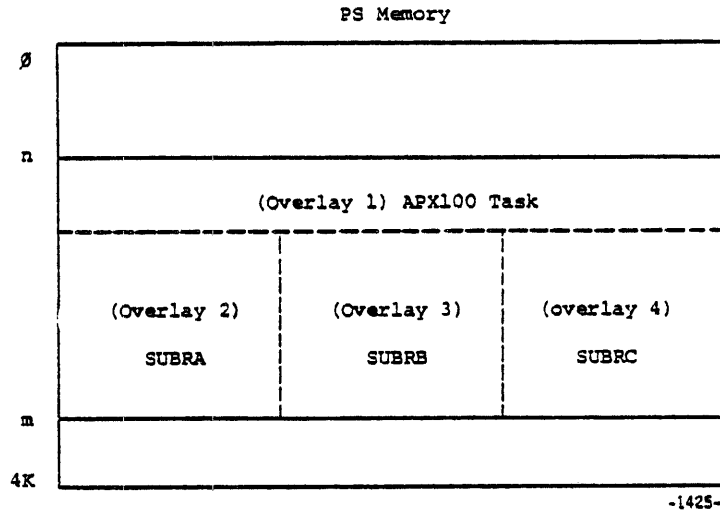 PS Memory
Ø
n
(Overlay 1) APX100 Task
(Overlay 2) (Overlay 3) (overlay 4)
SUBRA SUBRB SUBRC
m
4K
-1425-